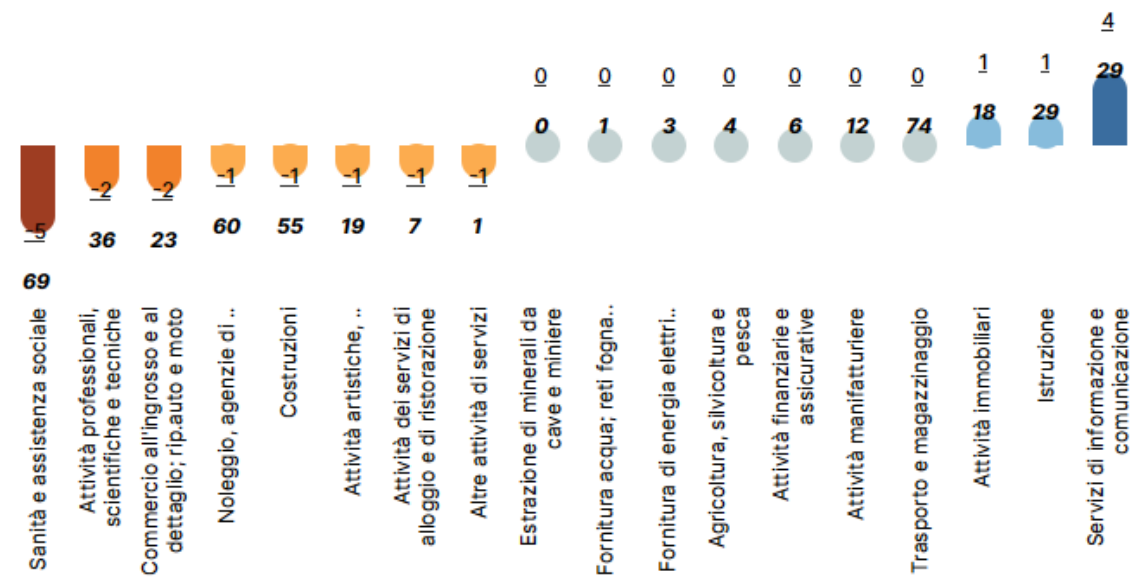 4
0 0 0 0 0 0 0 1 1
0 1 3 4 6 12 74 18 29 29
-5 -2 -2 -1 -1 -1 -1 -1
69 36 23 60 55 19 7 1
Sanità e assistenza sociale
Attività professionali,
scientifiche e tecniche
Commercio all'ingrosso e al
dettaglio; rip.auto e moto
Noleggio, agenzie di ..
Costruzioni
Attività artistiche, ..
Attività dei servizi di
alloggio e di ristorazione
Altre attività di servizi
Estrazione di minerali da
cave e miniere
Fornitura acqua; reti fogna..
Fornitura di energia elettri..
Agricoltura, silvicoltura e
pesca
Attività finanziarie e
assicurative
Attività manifatturiere
Trasporto e magazzinaggio
Attività immobiliari
Istruzione
Servizi di informazione e
comunicazione